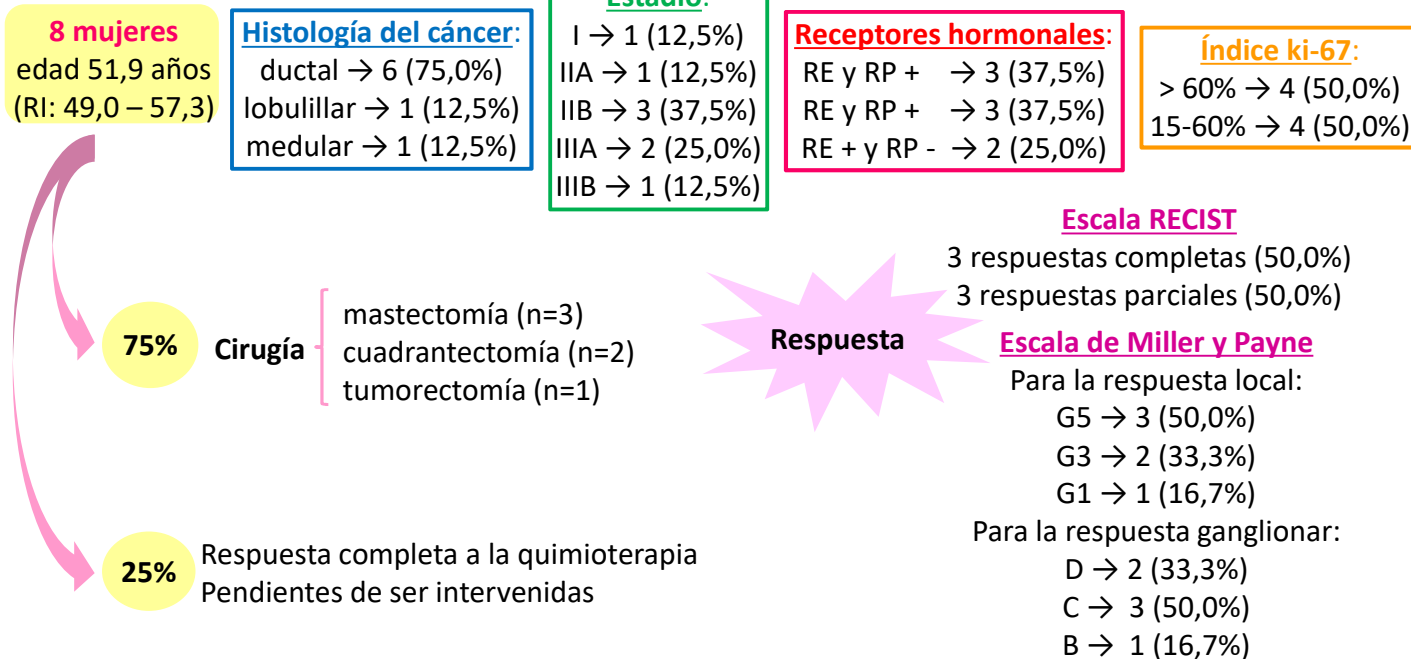 8 mujeres
edad 51,9 años
(RI: 49,0 – 57,3)
Histología del cáncer:
ductal → 6 (75,0%)
lobulillar → 1 (12,5%)
medular → 1 (12,5%)
Estadio:
I → 1 (12,5%)
IIA → 1 (12,5%)
IIB → 3 (37,5%)
IIIA → 2 (25,0%)
IIIB → 1 (12,5%)
Receptores hormonales:
RE y RP + → 3 (37,5%)
RE y RP + → 3 (37,5%)
RE + y RP - → 2 (25,0%)
Índice ki-67:
> 60% → 4 (50,0%)
15-60% → 4 (50,0%)
75%
Cirugía
mastectomía (n=3)
cuadrantectomía (n=2)
tumorectomía (n=1)
25%
Respuesta completa a la quimioterapia
Pendientes de ser intervenidas
Respuesta
Escala RECIST
3 respuestas completas (50,0%)
3 respuestas parciales (50,0%)
Escala de Miller y Payne
Para la respuesta local:
G5 → 3 (50,0%)
G3 → 2 (33,3%)
G1 → 1 (16,7%)
Para la respuesta ganglionar:
D → 2 (33,3%)
C → 3 (50,0%)
B → 1 (16,7%)